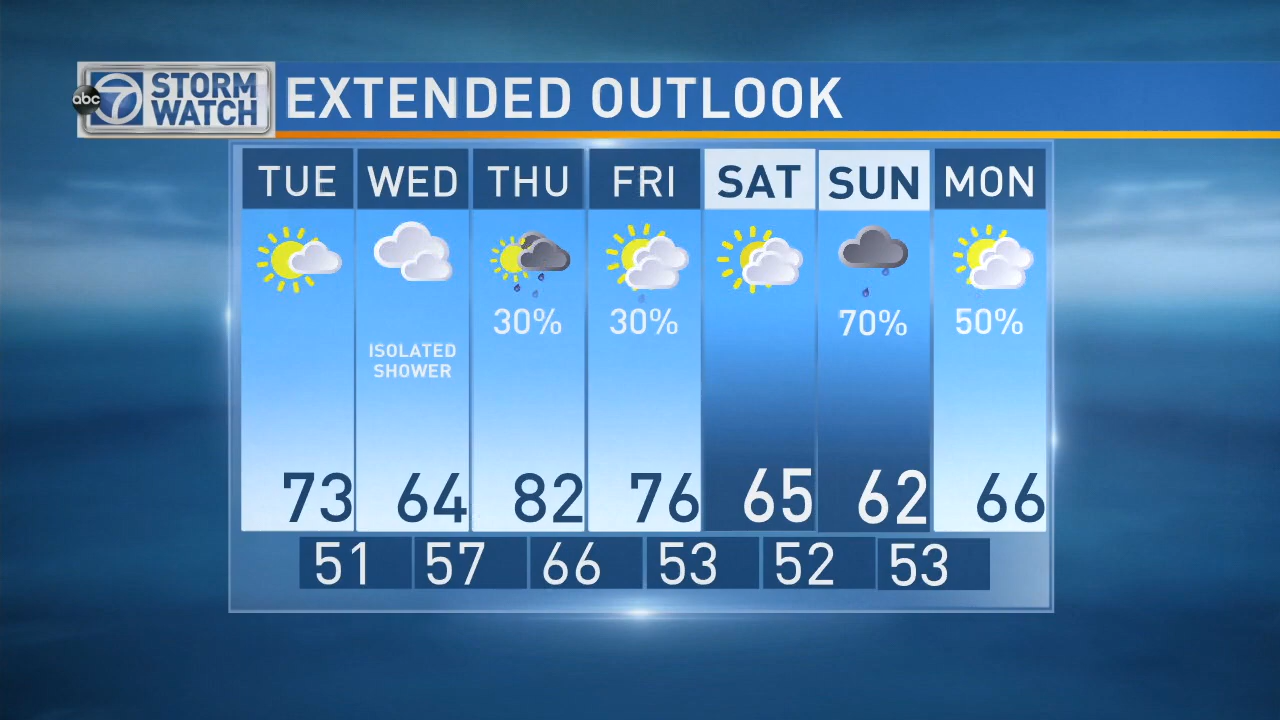 abc 7 STORM
WATCH
EXTENDED OUTLOOK
TUE WED THU FRI SAT SUN MON
30% 30% 70% 50%
ISOLATED
SHOWER
73 64 82 76 65 62 66
51 57 66 53 52 53